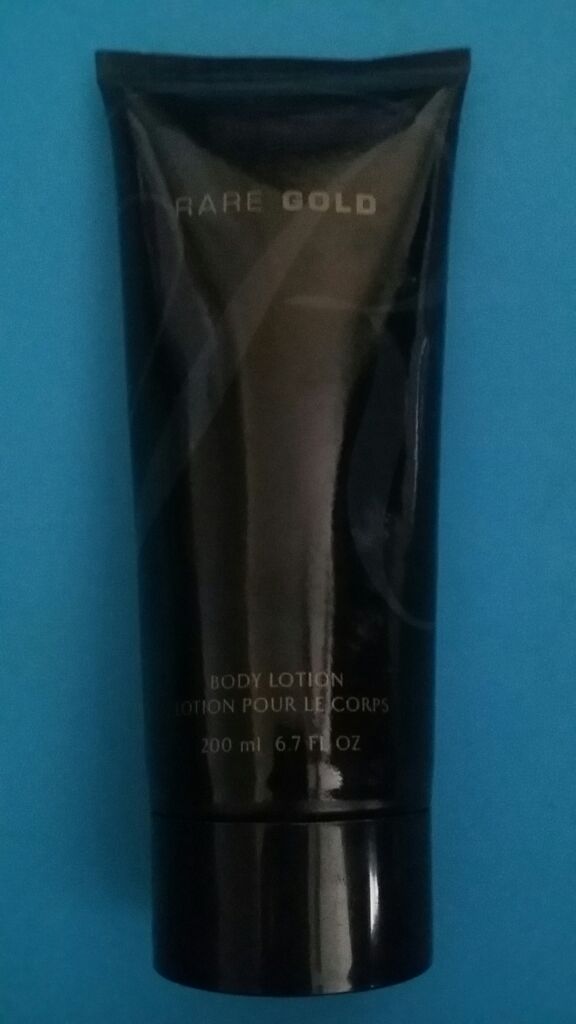 RARE GOLD
BODY LOTION
LOTION POUR LE CORPS
200 ml 6.7 FL OZ